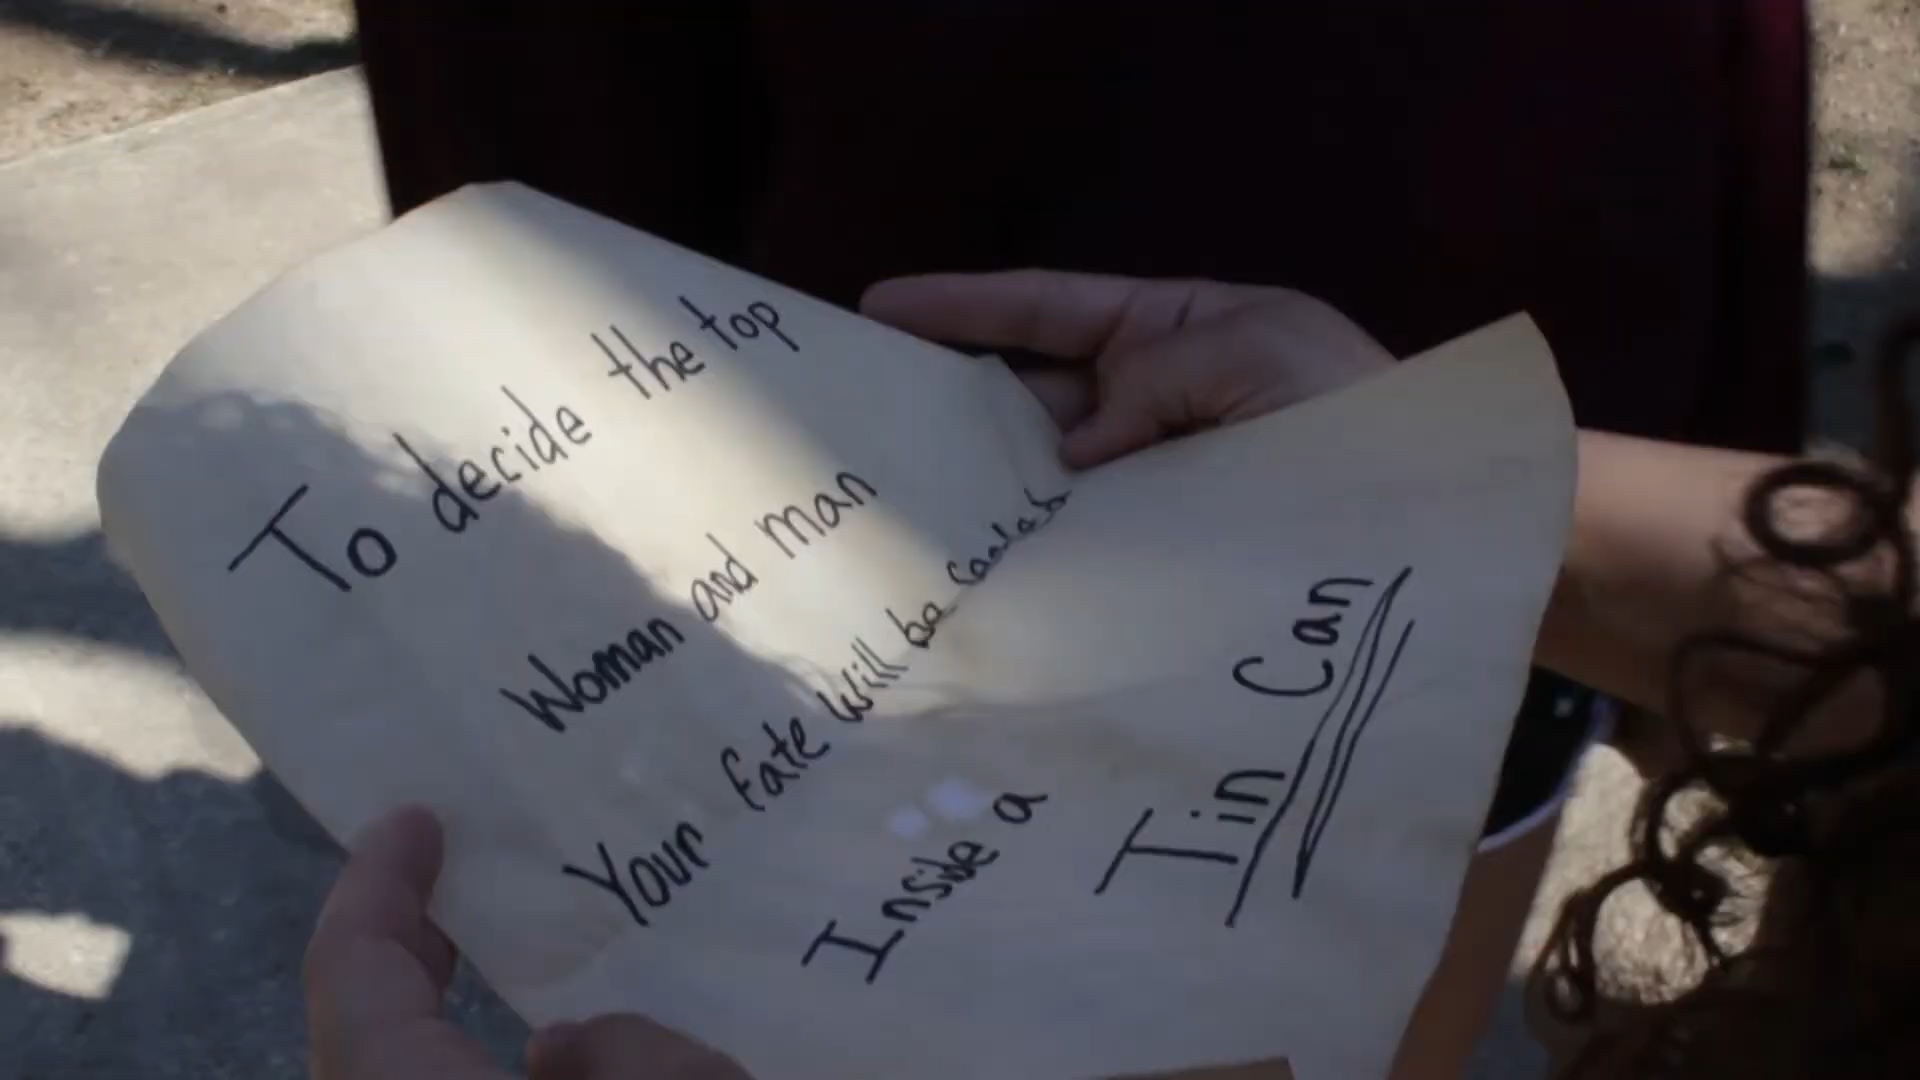 To decide the top
Woman and man
Your fate will be sealed
Inside a
Tin Can